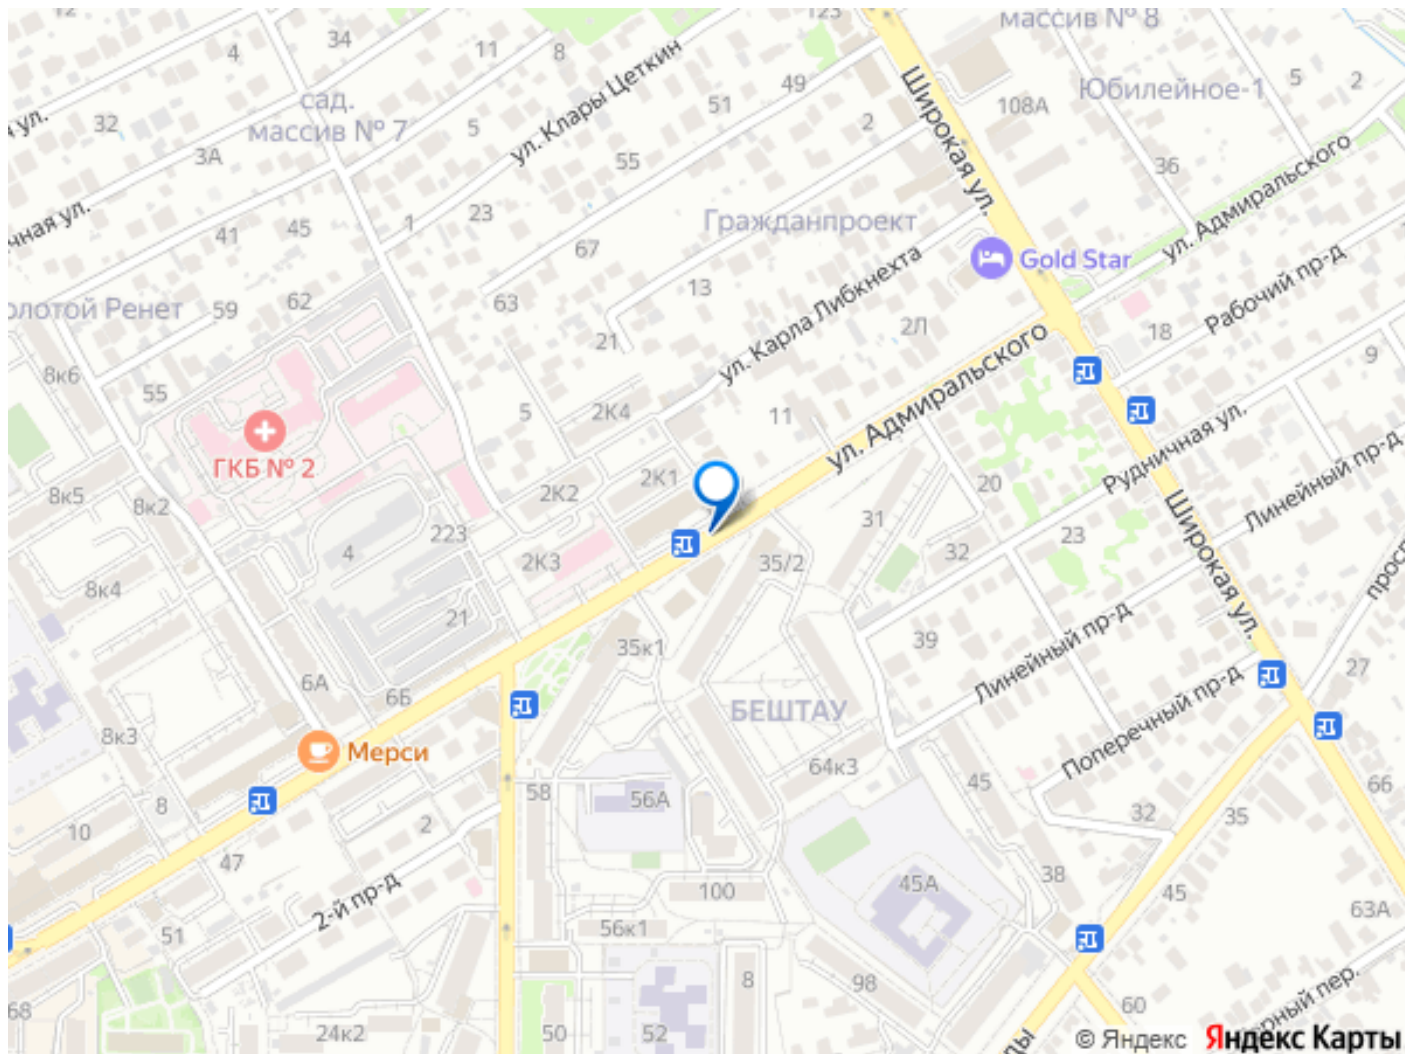 12
123
массив № 8
34
11
8
4
49
5
2
Юбилейное-1
сад.
массив № 7
51
108А
ул.
32
5
2
ул. Клары Цеткин
Широкая ул.
3А
55
36
ул. Адмиральского
чная ул.
45
1
23
Гражданпроект
41
67
Gold Star
13
ул. Карла Либкнехта
Рабочий пр-д
олотой Ренет
59
62
63
2Л
18
21
9
8к6
55
5
2К4
11
ул. Адмиральского
Рудничная ул.
ГКБ № 2
2К1
20
Линейный пр-д
8к5
8к2
2К2
31
Широкая ул.
223
23
4
2К3
35/2
32
8к4
21
прос
35к1
39
Линейный пр-д
6А
6Б
27
БЕШТАУ
Поперечный пр-д
8к3
Мерси
64к3
45
66
58
56А
8
10
2
32
35
47
2-й пр-д
100
45А
38
45
63А
51
56к1
8
98
60
68
24к2
50
52
ды
рный пер.
© Яндекс
Яндекс Карты